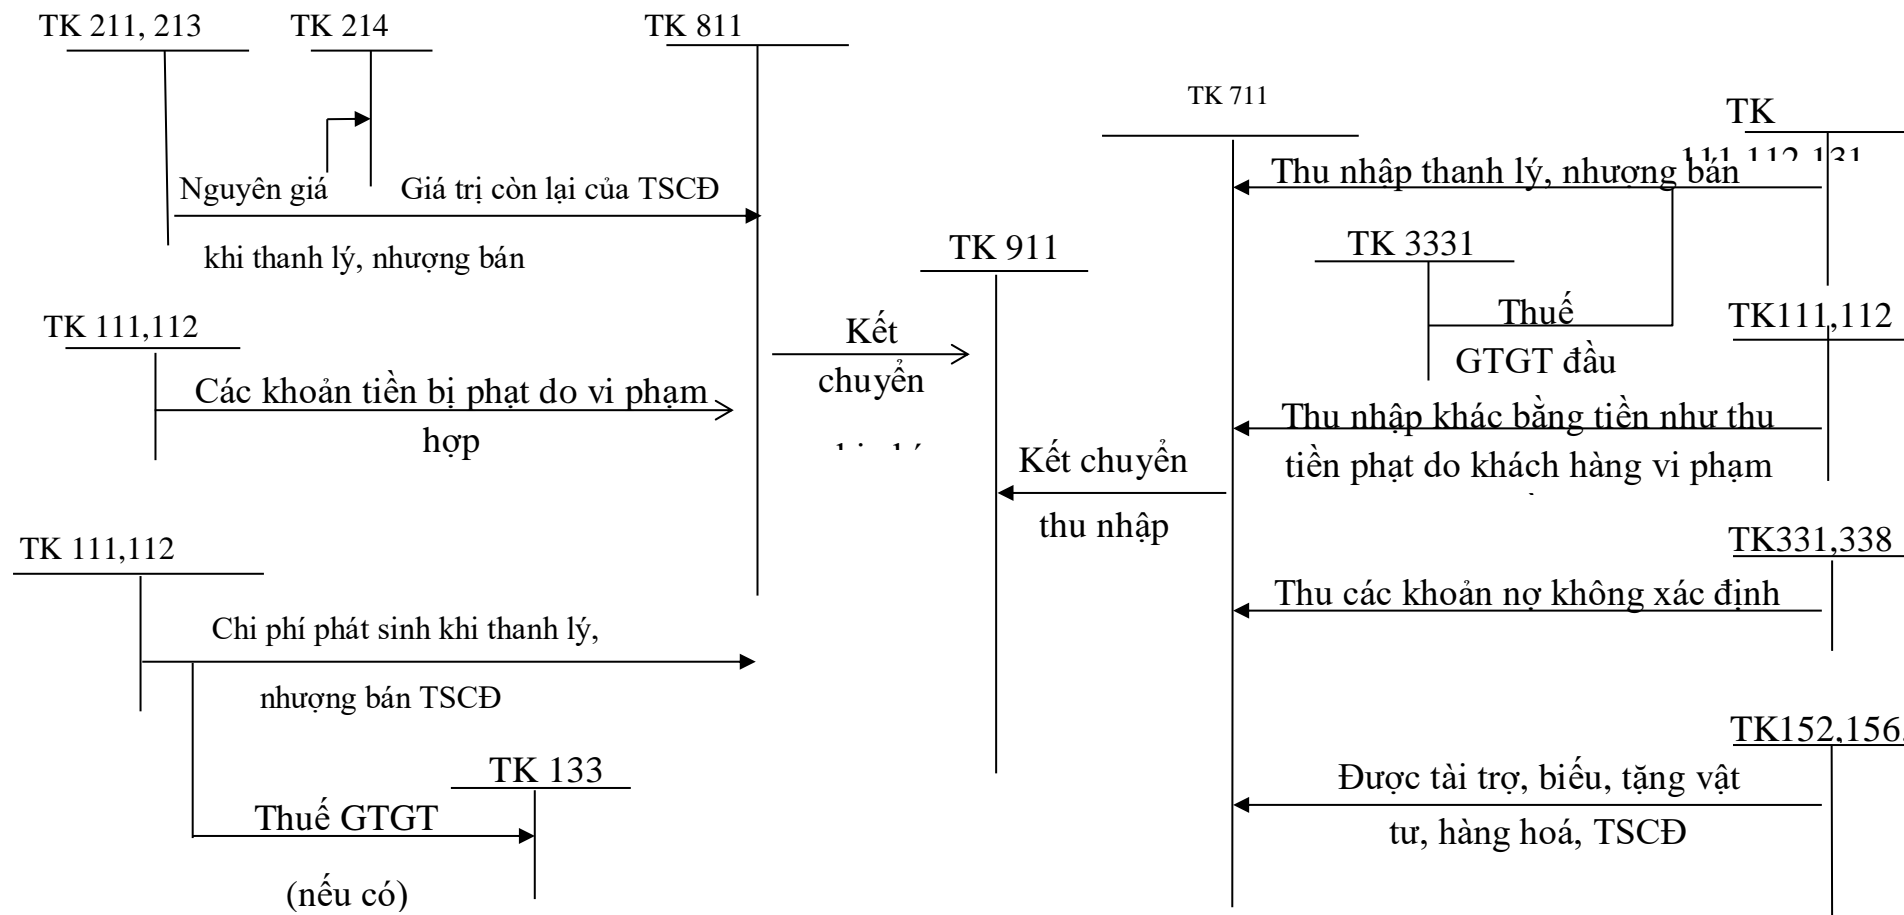 TK 211, 213
TK 214
TK 811
TK 711
TK
111,112,131
Thu nhập thanh lý, nhượng bán
Nguyên giá
Giá trị còn lại của TSCĐ
khi thanh lý, nhượng bán
TK 911
TK 3331
Thuế
GTGT đầu
TK 111,112
TK111,112
Kết
chuyển
Các khoản tiền bị phạt do vi phạm
hợp
Thu nhập khác bằng tiền như thu
tiền phạt do khách hàng vi phạm
Kết chuyển
thu nhập
TK 111,112
TK331,338
Thu các khoản nợ không xác định
Chi phí phát sinh khi thanh lý,
nhượng bán TSCĐ
TK152,156
TK 133
Thuế GTGT
(nếu có)
Được tài trợ, biếu, tặng vật
tư, hàng hoá, TSCĐ